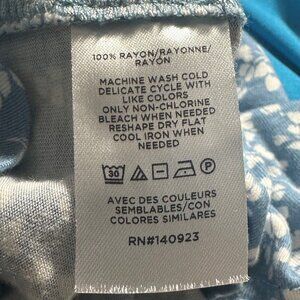 100% RAYON/RAYONNE/
RAYÓN
MACHINE WASH COLD
DELICATE CYCLE WITH
LIKE COLORS
ONLY NON-CHLORINE
BLEACH WHEN NEEDED
RESHAPE DRY FLAT
COOL IRON WHEN
NEEDED
30 P
AVEC DES COULEURS
SEMBLABLES/CON
COLORES SIMILARES
RN#140923